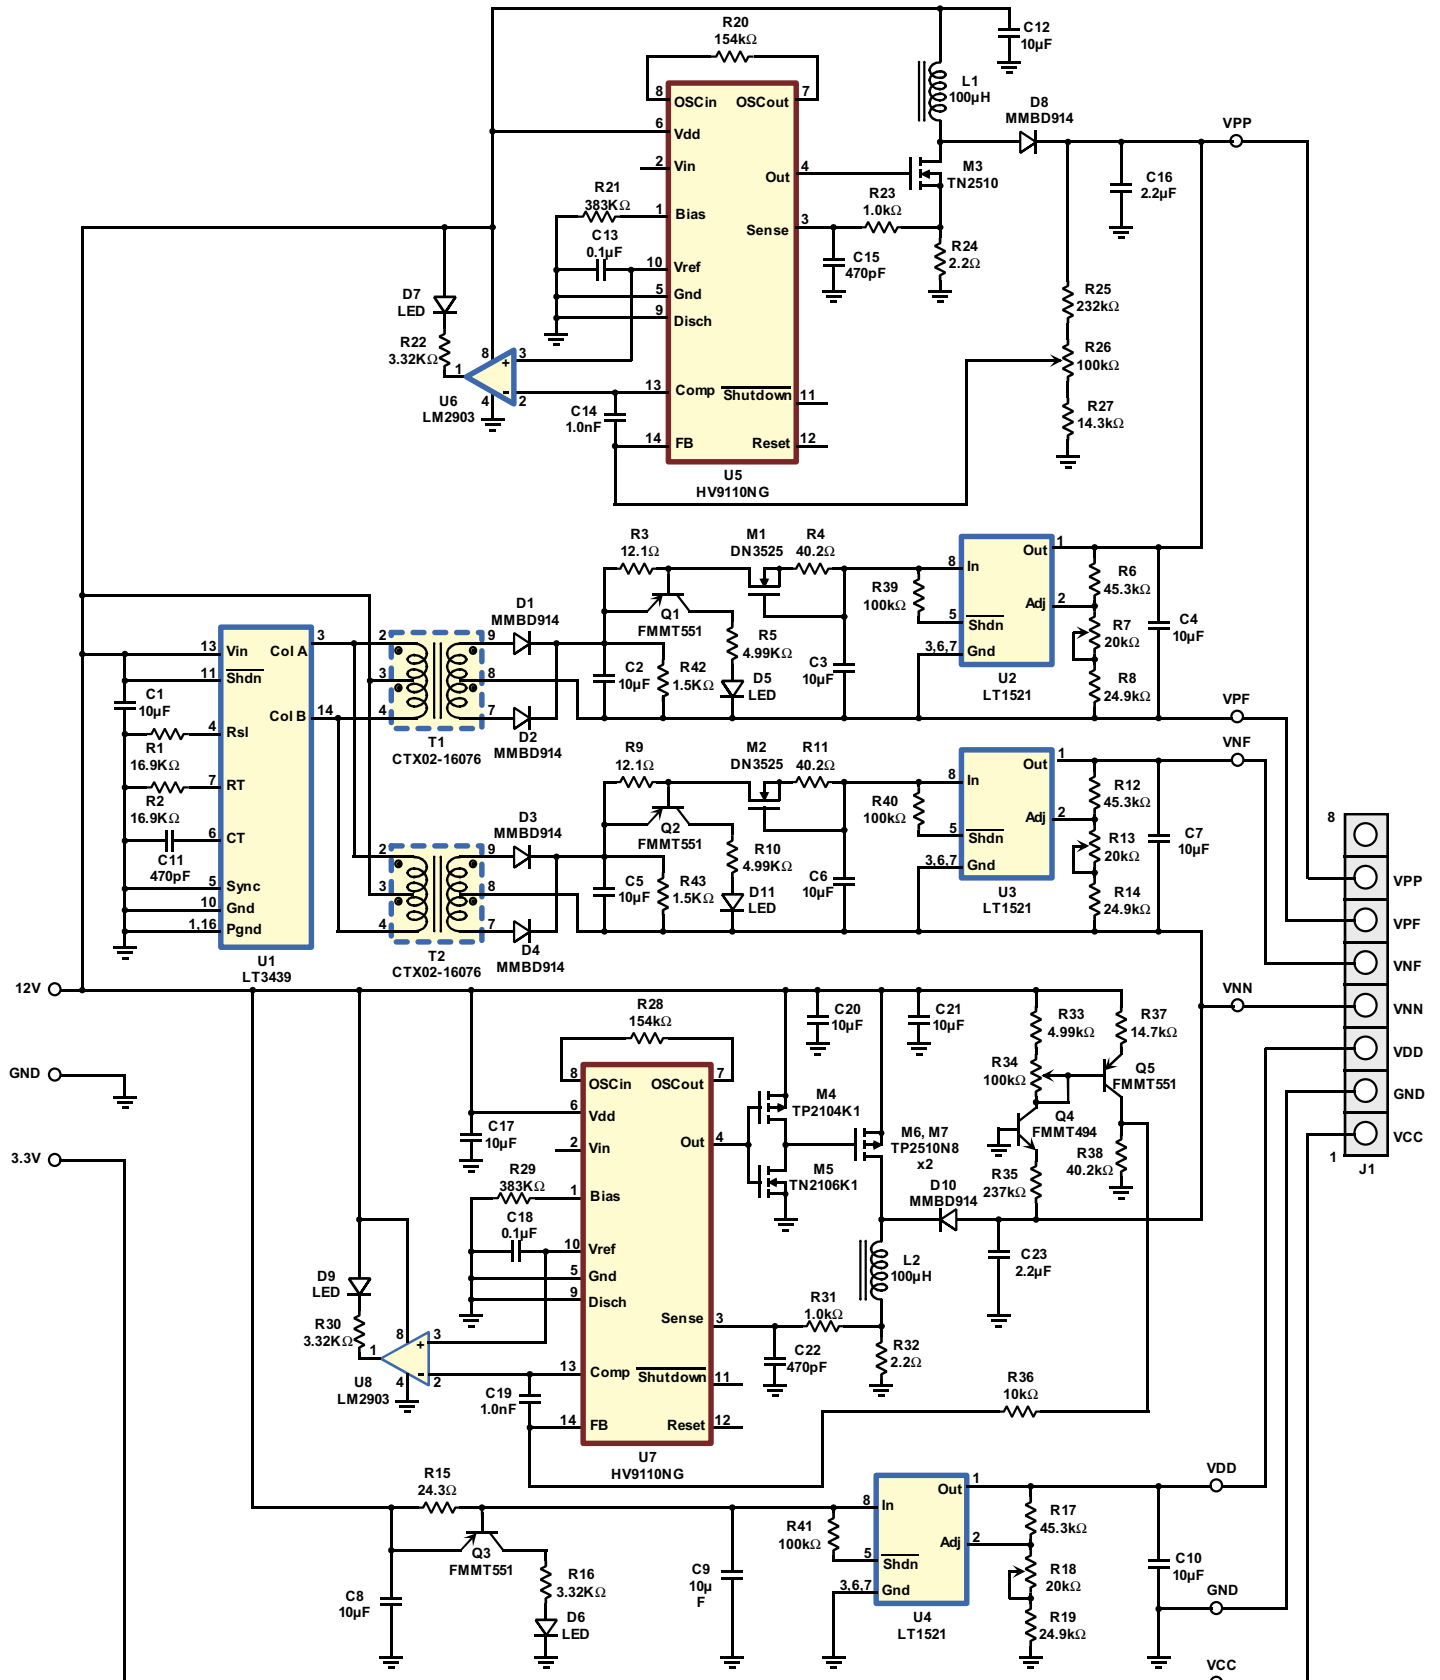 R20
154kΩ
C12
10µF
8
OSCin
OSCout
7
L1
100µH
D8
MMBD914
VPP
6
Vdd
2
Vin
Out
4
M3
TN2510
C16
2.2µF
R21
383KΩ
1
Bias
R23
1.0kΩ
Sense
3
C13
0.1µF
10
Vref
C15
470pF
R24
2.2Ω
5
Gnd
9
Disch
D7
LED
R25
232kΩ
R22
3.32KΩ
8
3
+
1
-
4
2
U6
LM2903
R26
100kΩ
13
Comp
Shutdown
11
C14
1.0nF
R27
14.3kΩ
14
FB
Reset
12
U5
HV9110NG
R3
12.1Ω
M1
DN3525
R4
40.2Ω
Out
1
8
In
R39
100kΩ
R6
45.3kΩ
Adj
2
5
Shdn
R7
20kΩ
C4
10µF
3,6,7
Gnd
U2
LT1521
R8
24.9kΩ
D1
MMBD914
Q1
FMMT551
R5
4.99KΩ
C2
10µF
R42
1.5KΩ
D5
LED
C3
10µF
VPF
13
Vin
Col A
3
2
9
11
Shdn
3
8
C1
10µF
Col B
14
4
7
4
Rsl
R1
16.9KΩ
T1
CTX02-16076
D2
MMBD914
7
RT
R2
16.9KΩ
6
CT
C11
470pF
5
Sync
10
Gnd
1,16
Pgnd
U1
LT3439
R9
12.1Ω
M2
DN3525
R11
40.2Ω
Out
1
VNF
8
In
R40
100kΩ
R12
45.3kΩ
Adj
2
5
Shdn
R13
20kΩ
C7
10µF
3,6,7
Gnd
U3
LT1521
R14
24.9kΩ
D3
MMBD914
Q2
FMMT551
R10
4.99KΩ
2
9
3
8
4
7
C5
10µF
R43
1.5KΩ
D11
LED
C6
10µF
T2
CTX02-16076
D4
MMBD914
8
VPP
VPF
VNF
VNN
VDD
GND
VCC
1
J1
12V
GND
3.3V
VNN
R28
154kΩ
C20
10µF
C21
10µF
R33
4.99kΩ
R37
14.7kΩ
8
OSCin
OSCout
7
R34
100kΩ
Q5
FMMT551
6
Vdd
M4
TP2104K1
Q4
FMMT494
C17
10µF
2
Vin
Out
4
M6, M7
TP2510N8
x2
R38
40.2kΩ
R29
383KΩ
1
Bias
M5
TN2106K1
D10
MMBD914
R35
237kΩ
C18
0.1µF
10
Vref
L2
100µH
C23
2.2µF
5
Gnd
9
Disch
D9
LED
R31
1.0kΩ
Sense
3
R30
3.32KΩ
8
3
+
1
-
4
2
U8
LM2903
C22
470pF
R32
2.2Ω
13
Comp
Shutdown
11
C19
1.0nF
R36
10kΩ
14
FB
Reset
12
U7
HV9110NG
R15
24.3Ω
Out
1
VDD
8
In
R41
100kΩ
R17
45.3kΩ
Adj
2
Q3
FMMT551
5
Shdn
R16
3.32KΩ
C9
10µ
F
3,6,7
Gnd
R18
20kΩ
C10
10µF
GND
C8
10µF
D6
LED
U4
LT1521
R19
24.9kΩ
VCC